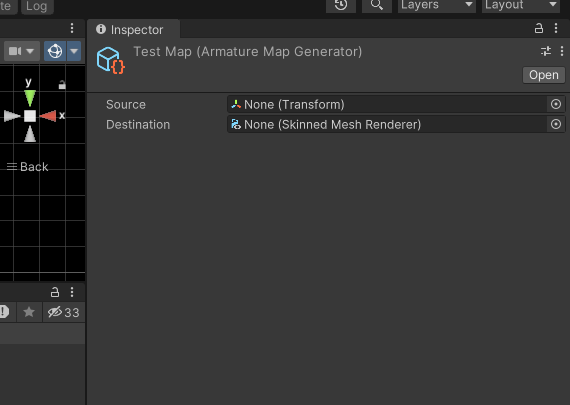 te Log Layers Layout
Inspector
Test Map (Armature Map Generator)
Open
Source None (Transform)
Destination None (Skinned Mesh Renderer)
y
x
Back
33